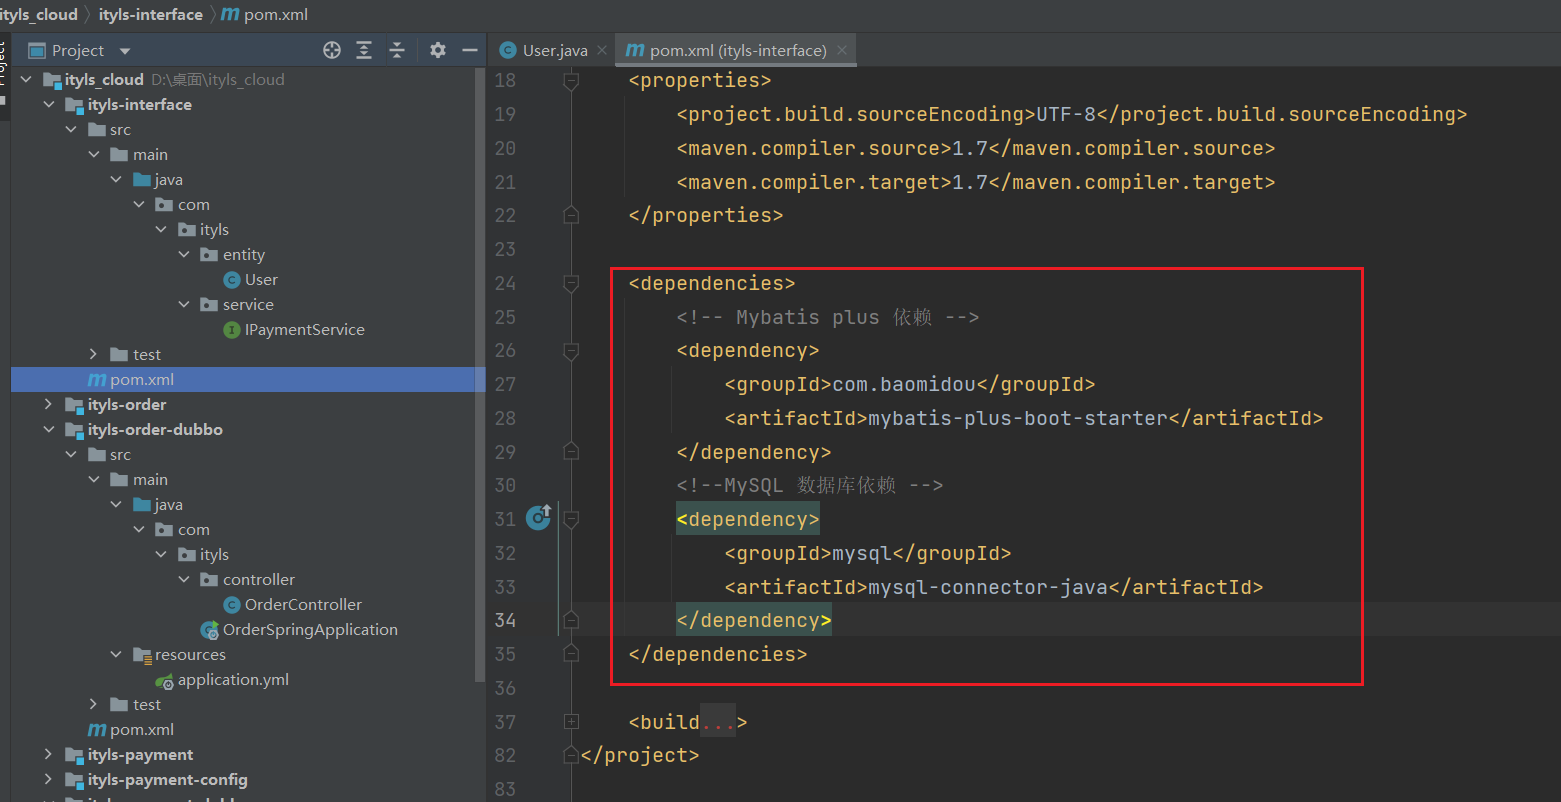 ityls_cloud › ityls-interface › pom.xml
Project
User.java
pom.xml (ityls-interface)
ityls_cloud D:\桌面\ityls_cloud
ityls-interface
src
main
java
com
ityls
entity
User
service
IPaymentService
test
pom.xml
ityls-order
ityls-order-dubbo
src
main
java
com
ityls
controller
OrderController
OrderSpringApplication
resources
application.yml
test
pom.xml
ityls-payment
ityls-payment-config
18 <properties>
19 <project.build.sourceEncoding>UTF-8</project.build.sourceEncoding>
20 <maven.compiler.source>1.7</maven.compiler.source>
21 <maven.compiler.target>1.7</maven.compiler.target>
22 </properties>
23
24 <dependencies>
25 <!-- Mybatis plus 依赖 -->
26 <dependency>
27 <groupId>com.baomidou</groupId>
28 <artifactId>mybatis-plus-boot-starter</artifactId>
29 </dependency>
30 <!--MySQL 数据库依赖 -->
31 <dependency>
32 <groupId>mysql</groupId>
33 <artifactId>mysql-connector-java</artifactId>
34 </dependency>
35 </dependencies>
36
37 <build...>
82 </project>
83